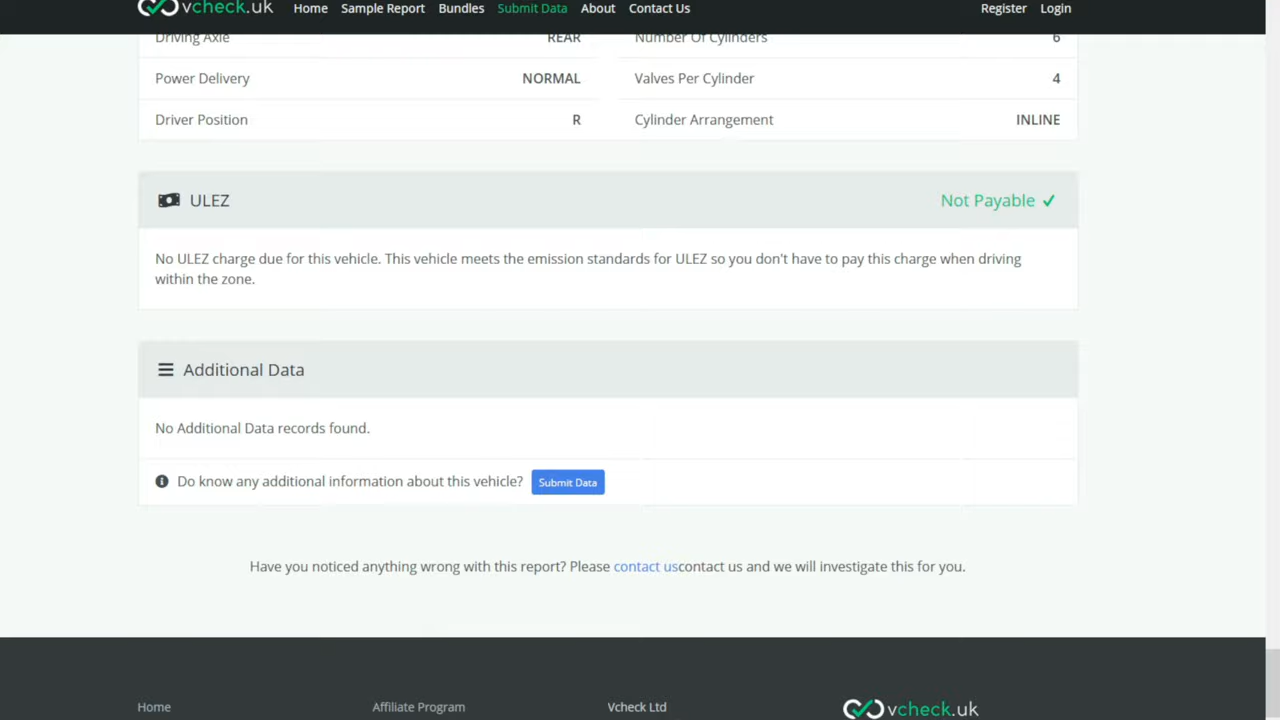 vcheck.uk Home Sample Report Bundles Submit Data About Contact Us Register Login
Driving Axle REAR Number Of Cylinders 6
Power Delivery NORMAL Valves Per Cylinder 4
Driver Position R Cylinder Arrangement INLINE
ULEZ Not Payable
No ULEZ charge due for this vehicle. This vehicle meets the emission standards for ULEZ so you don't have to pay this charge when driving
within the zone.
Additional Data
No Additional Data records found.
Do know any additional information about this vehicle? Submit Data
Have you noticed anything wrong with this report? Please contact uscontact us and we will investigate this for you.
Home Affiliate Program Vcheck Ltd vcheck.uk